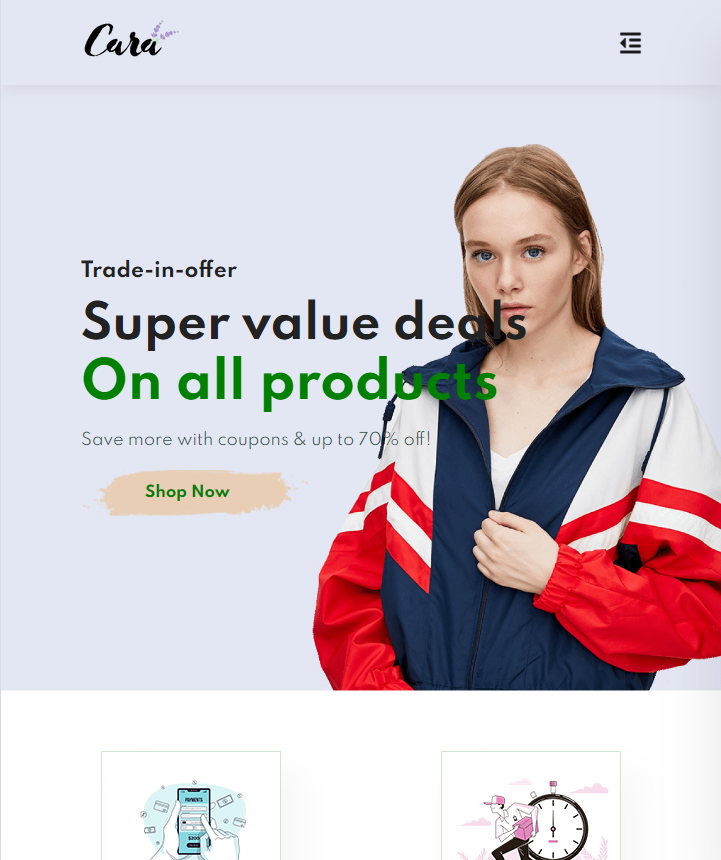 Cara
Trade-in-offer
Super value deals
On all products
Save more with coupons & up to 70% off!
Shop Now
PAYMENTS